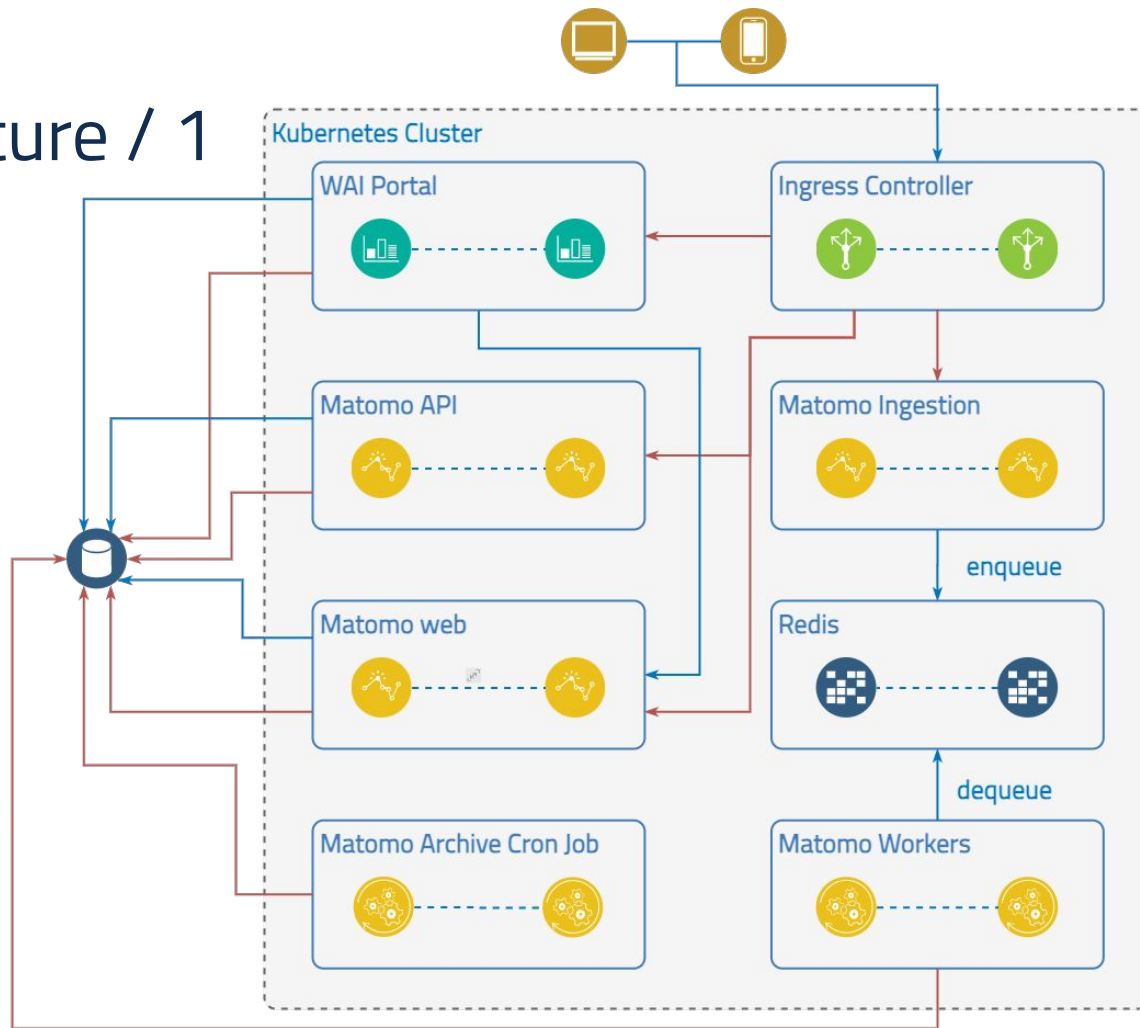 ture / 1
Kubernetes Cluster
WAI Portal
Ingress Controller
Matomo API
Matomo Ingestion
enqueue
Matomo web
Redis
dequeue
Matomo Archive Cron Job
Matomo Workers